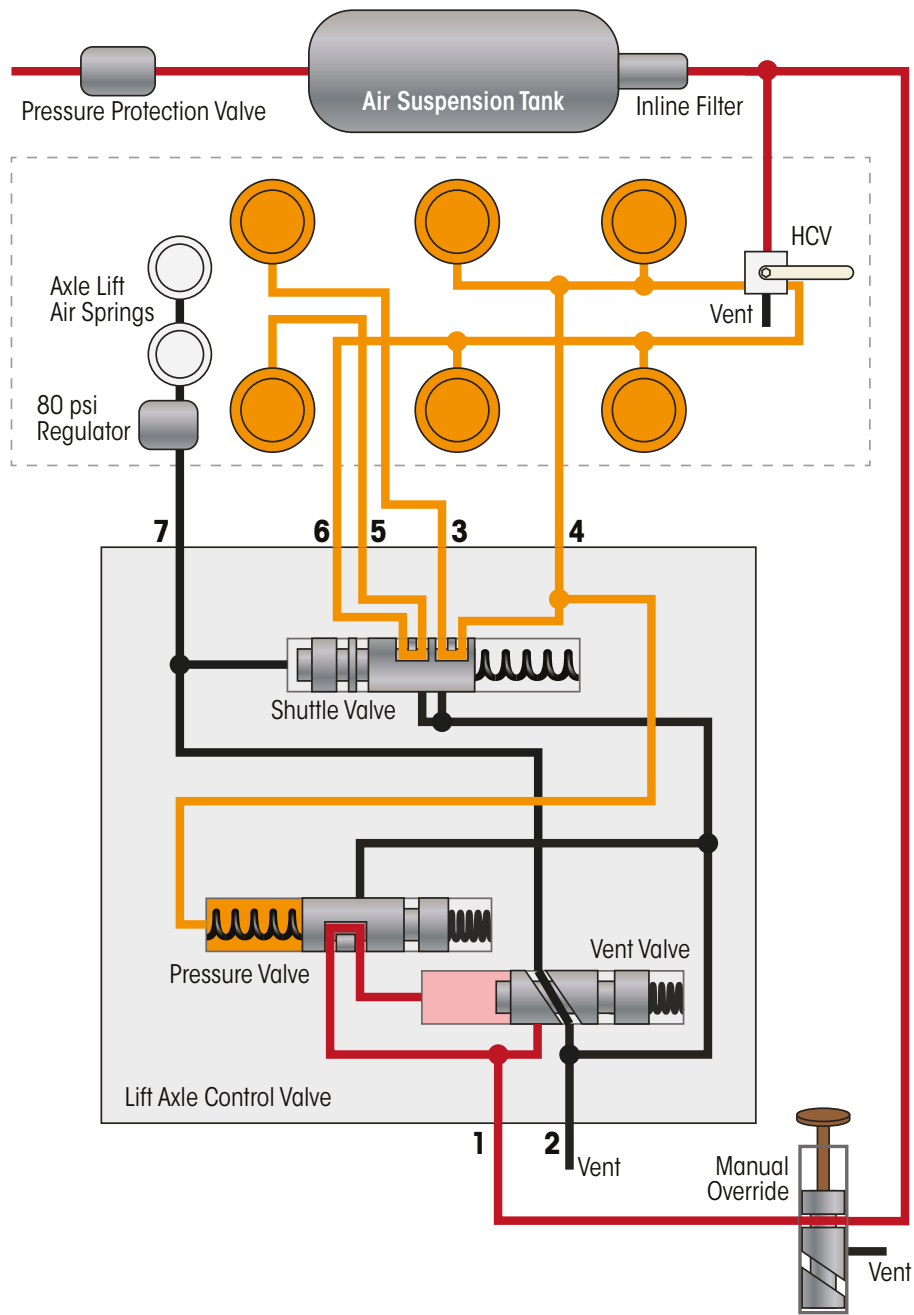 Pressure Protection Valve
Air Suspension Tank
Inline Filter
HCV
Vent
Axle Lift
Air Springs
80 psi
Regulator
7
6
5
3
4
Shuttle Valve
Pressure Valve
Vent Valve
Lift Axle Control Valve
1
2
Vent
Manual
Override
Vent